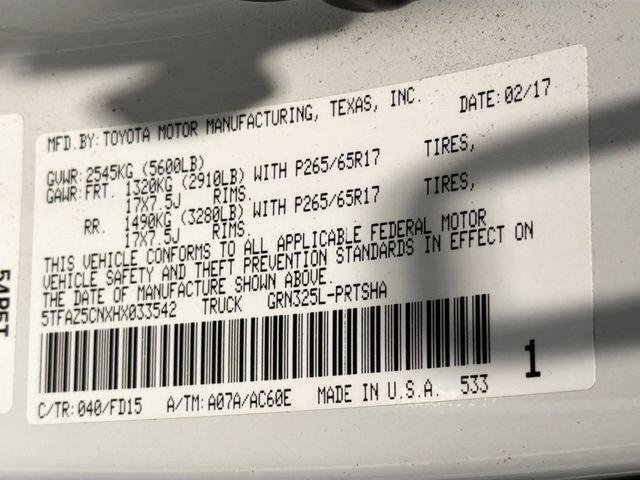 MFD.BY: TOYOTA MOTOR MANUFACTURING, TEXAS, INC. DATE: 02/17
GVWR: 2545KG (5600LB)
GAWR: FRT. 1320KG (2910LB) WITH P265/65R17 TIRES,
17X7.5J RIMS.
RR. 1490KG (3280LB) WITH P265/65R17 TIRES,
17X7.5J RIMS.
THIS VEHICLE CONFORMS TO ALL APPLICABLE FEDERAL MOTOR
VEHICLE SAFETY AND THEFT PREVENTION STANDARDS IN EFFECT ON
THE DATE OF MANUFACTURE SHOWN ABOVE.
5TFAZ5CNXHX033542 TRUCK GRN325L-PRTSHA
1
C/TR: 040/FD15 A/TM: A07A/AC60E MADE IN U.S.A. 533